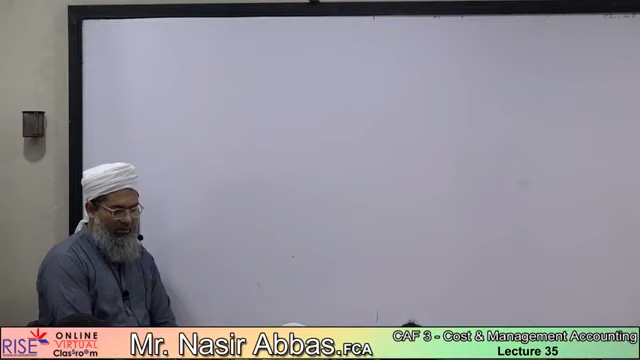 RISE
ONLINE
VIRTUAL
Classroom
Mr. Nasir Abbas.FCA
CAF 3 - Cost & Management Accounting
Lecture 35